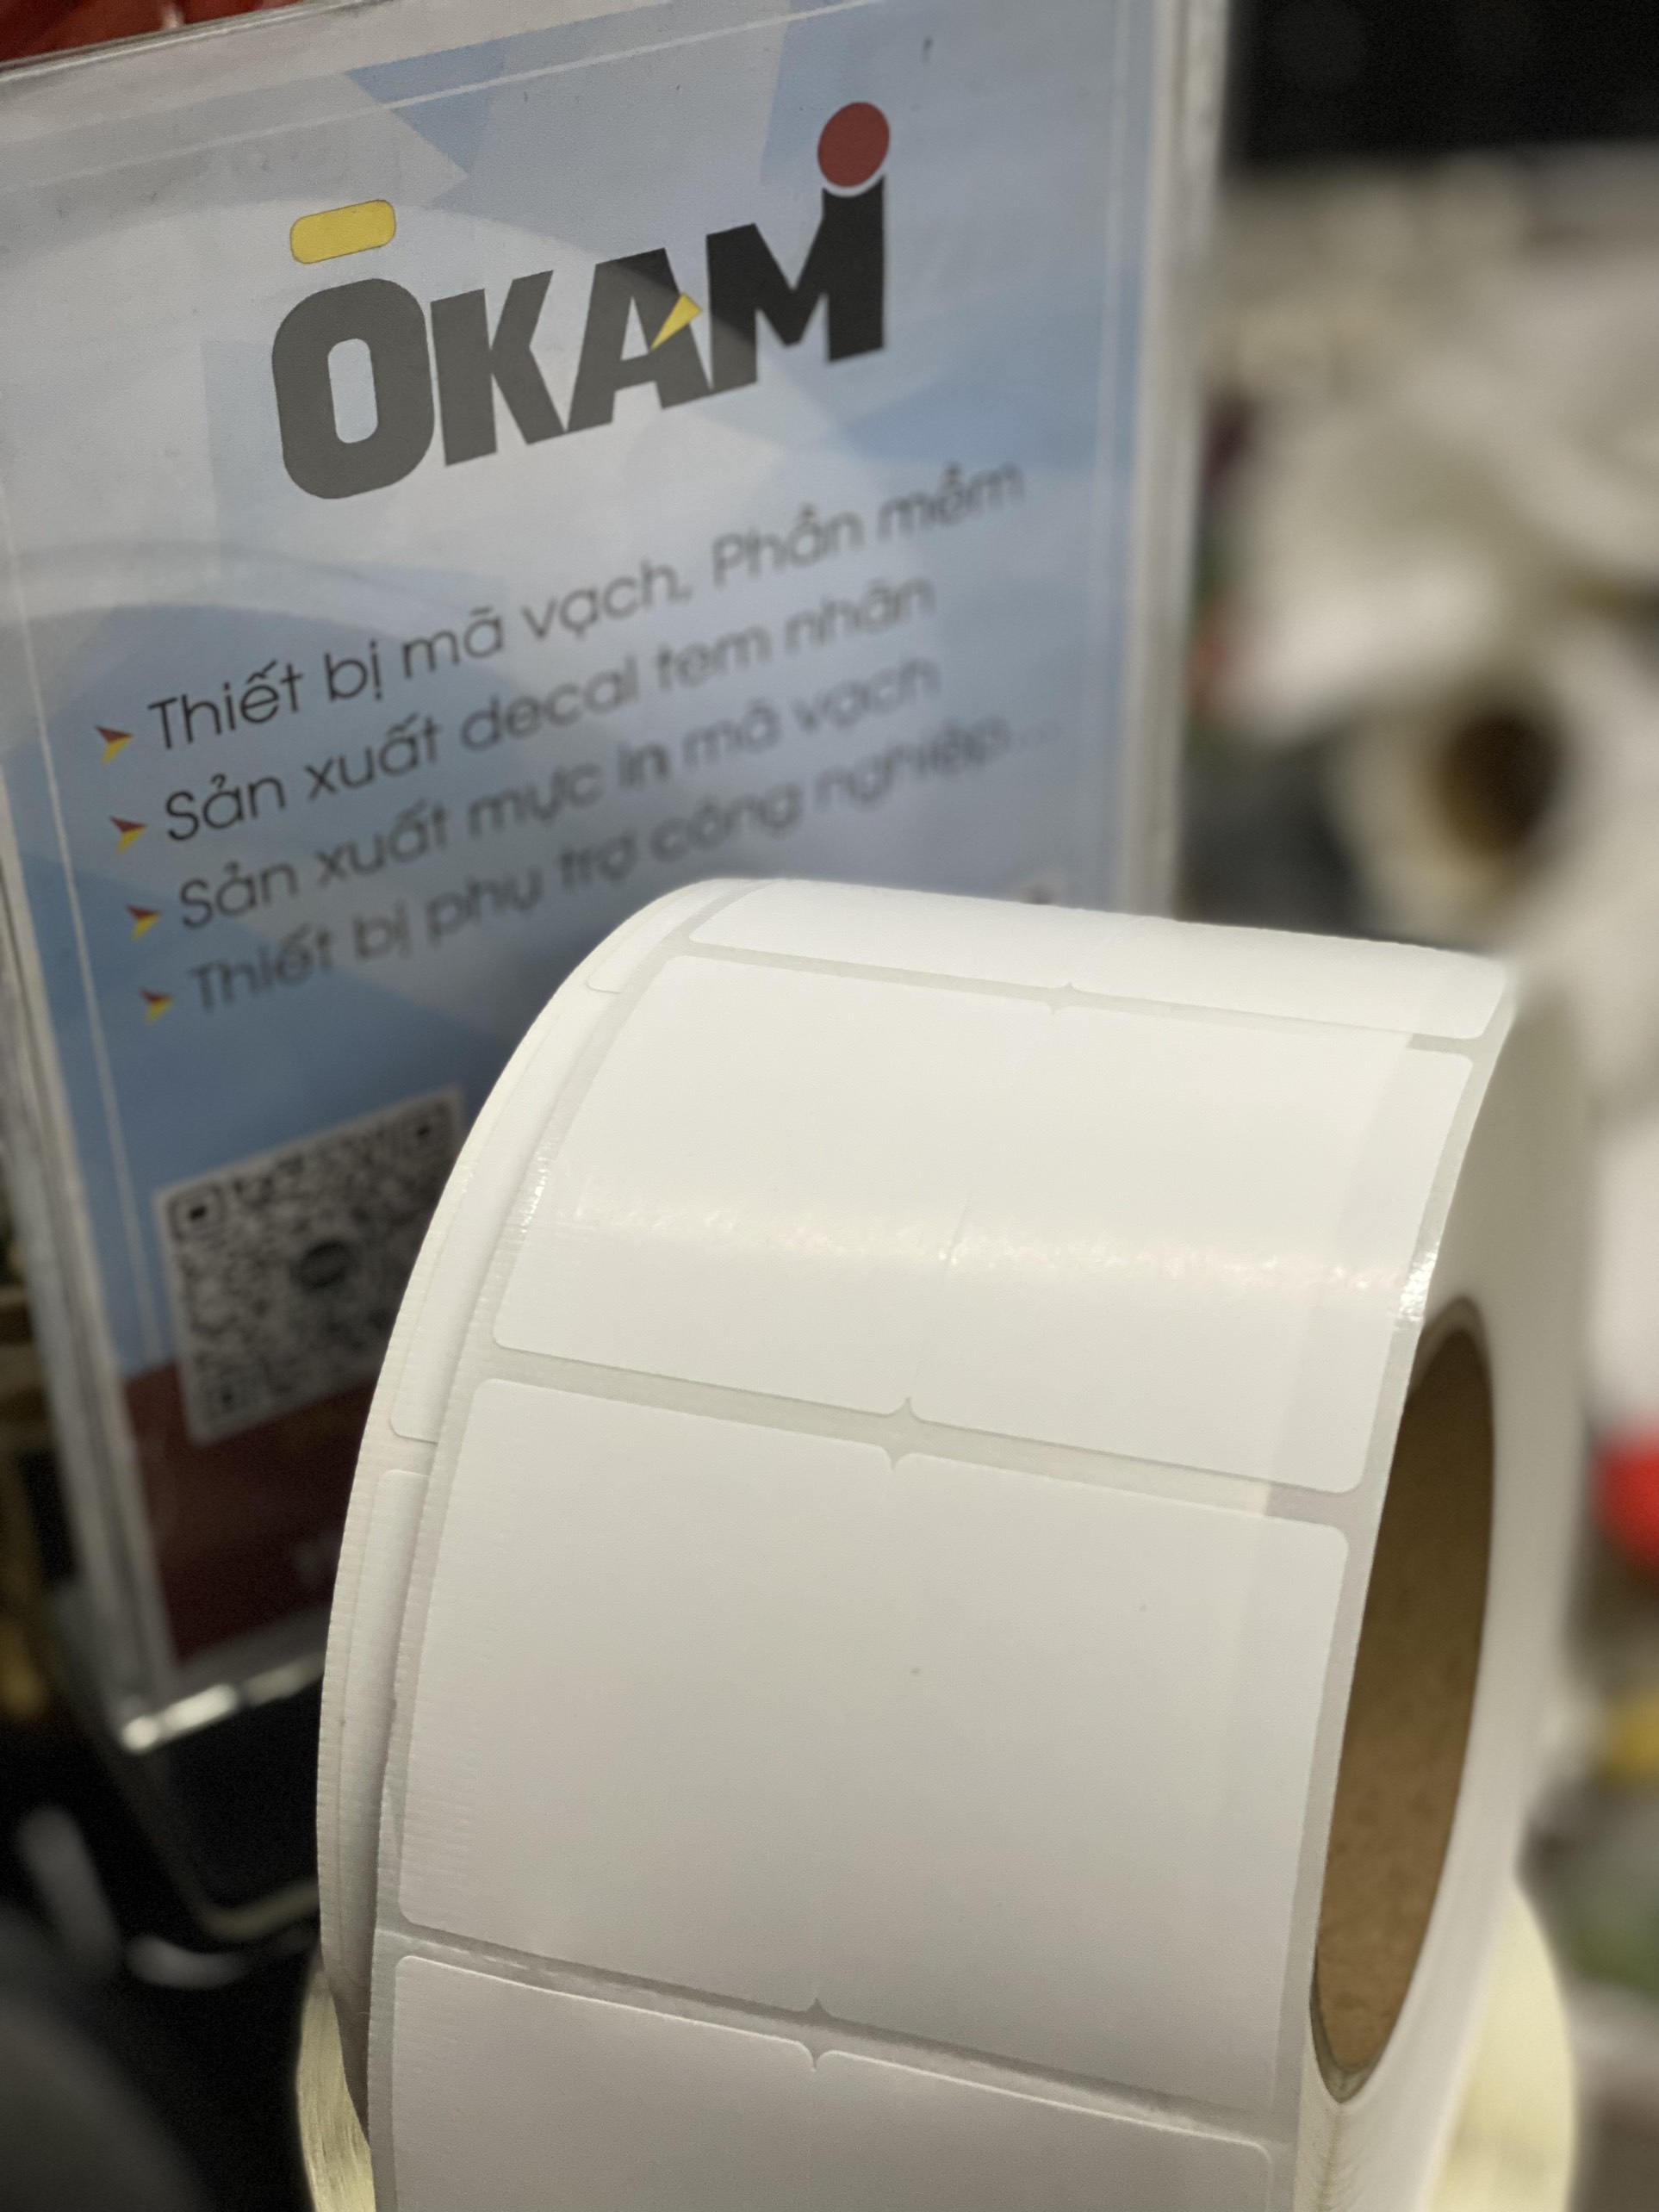 ŌKAM
Thiết bị mã vạch, Phần mềm
Sản xuất decal tem nhãn
Sản xuất mực in mã vạch
Thiết bị phụ trợ công nghiệp...